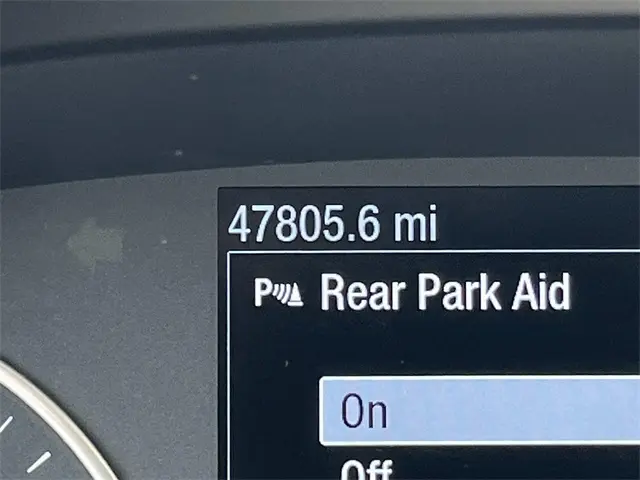 47805.6 mi
P Rear Park Aid
On
Off